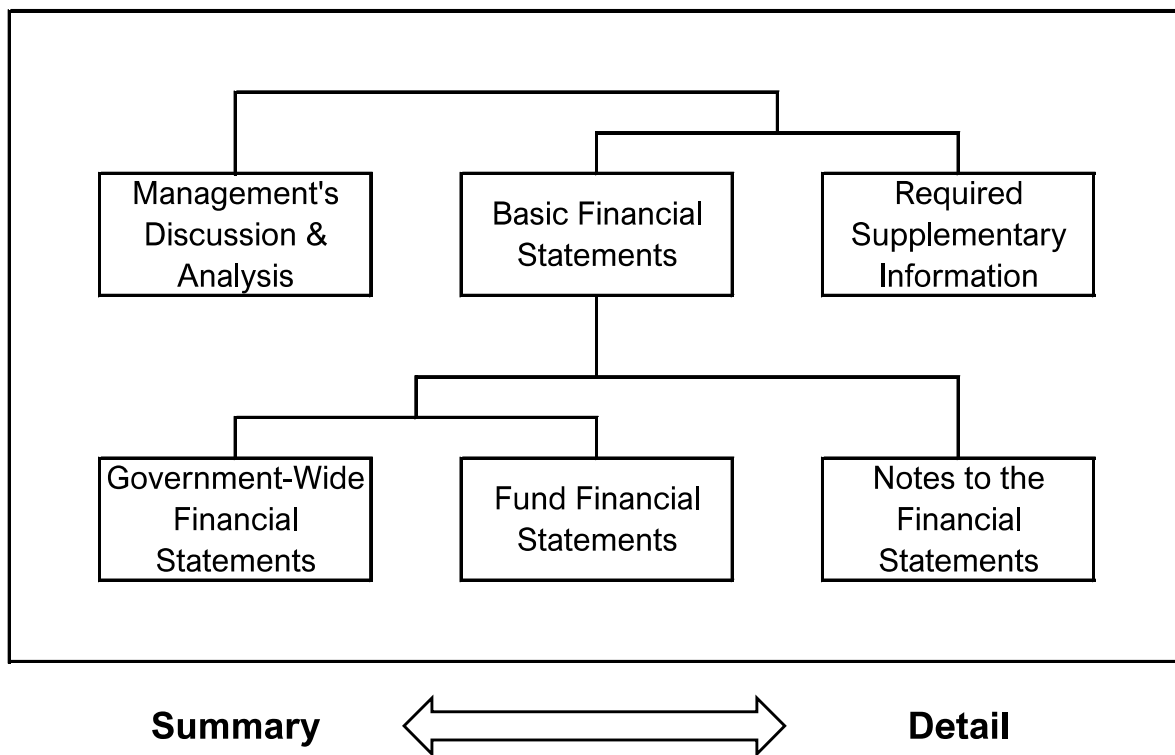 Management's
Discussion &
Analysis
Basic Financial
Statements
Required
Supplementary
Information
Government-Wide
Financial
Statements
Fund Financial
Statements
Notes to the
Financial
Statements
Summary
Detail